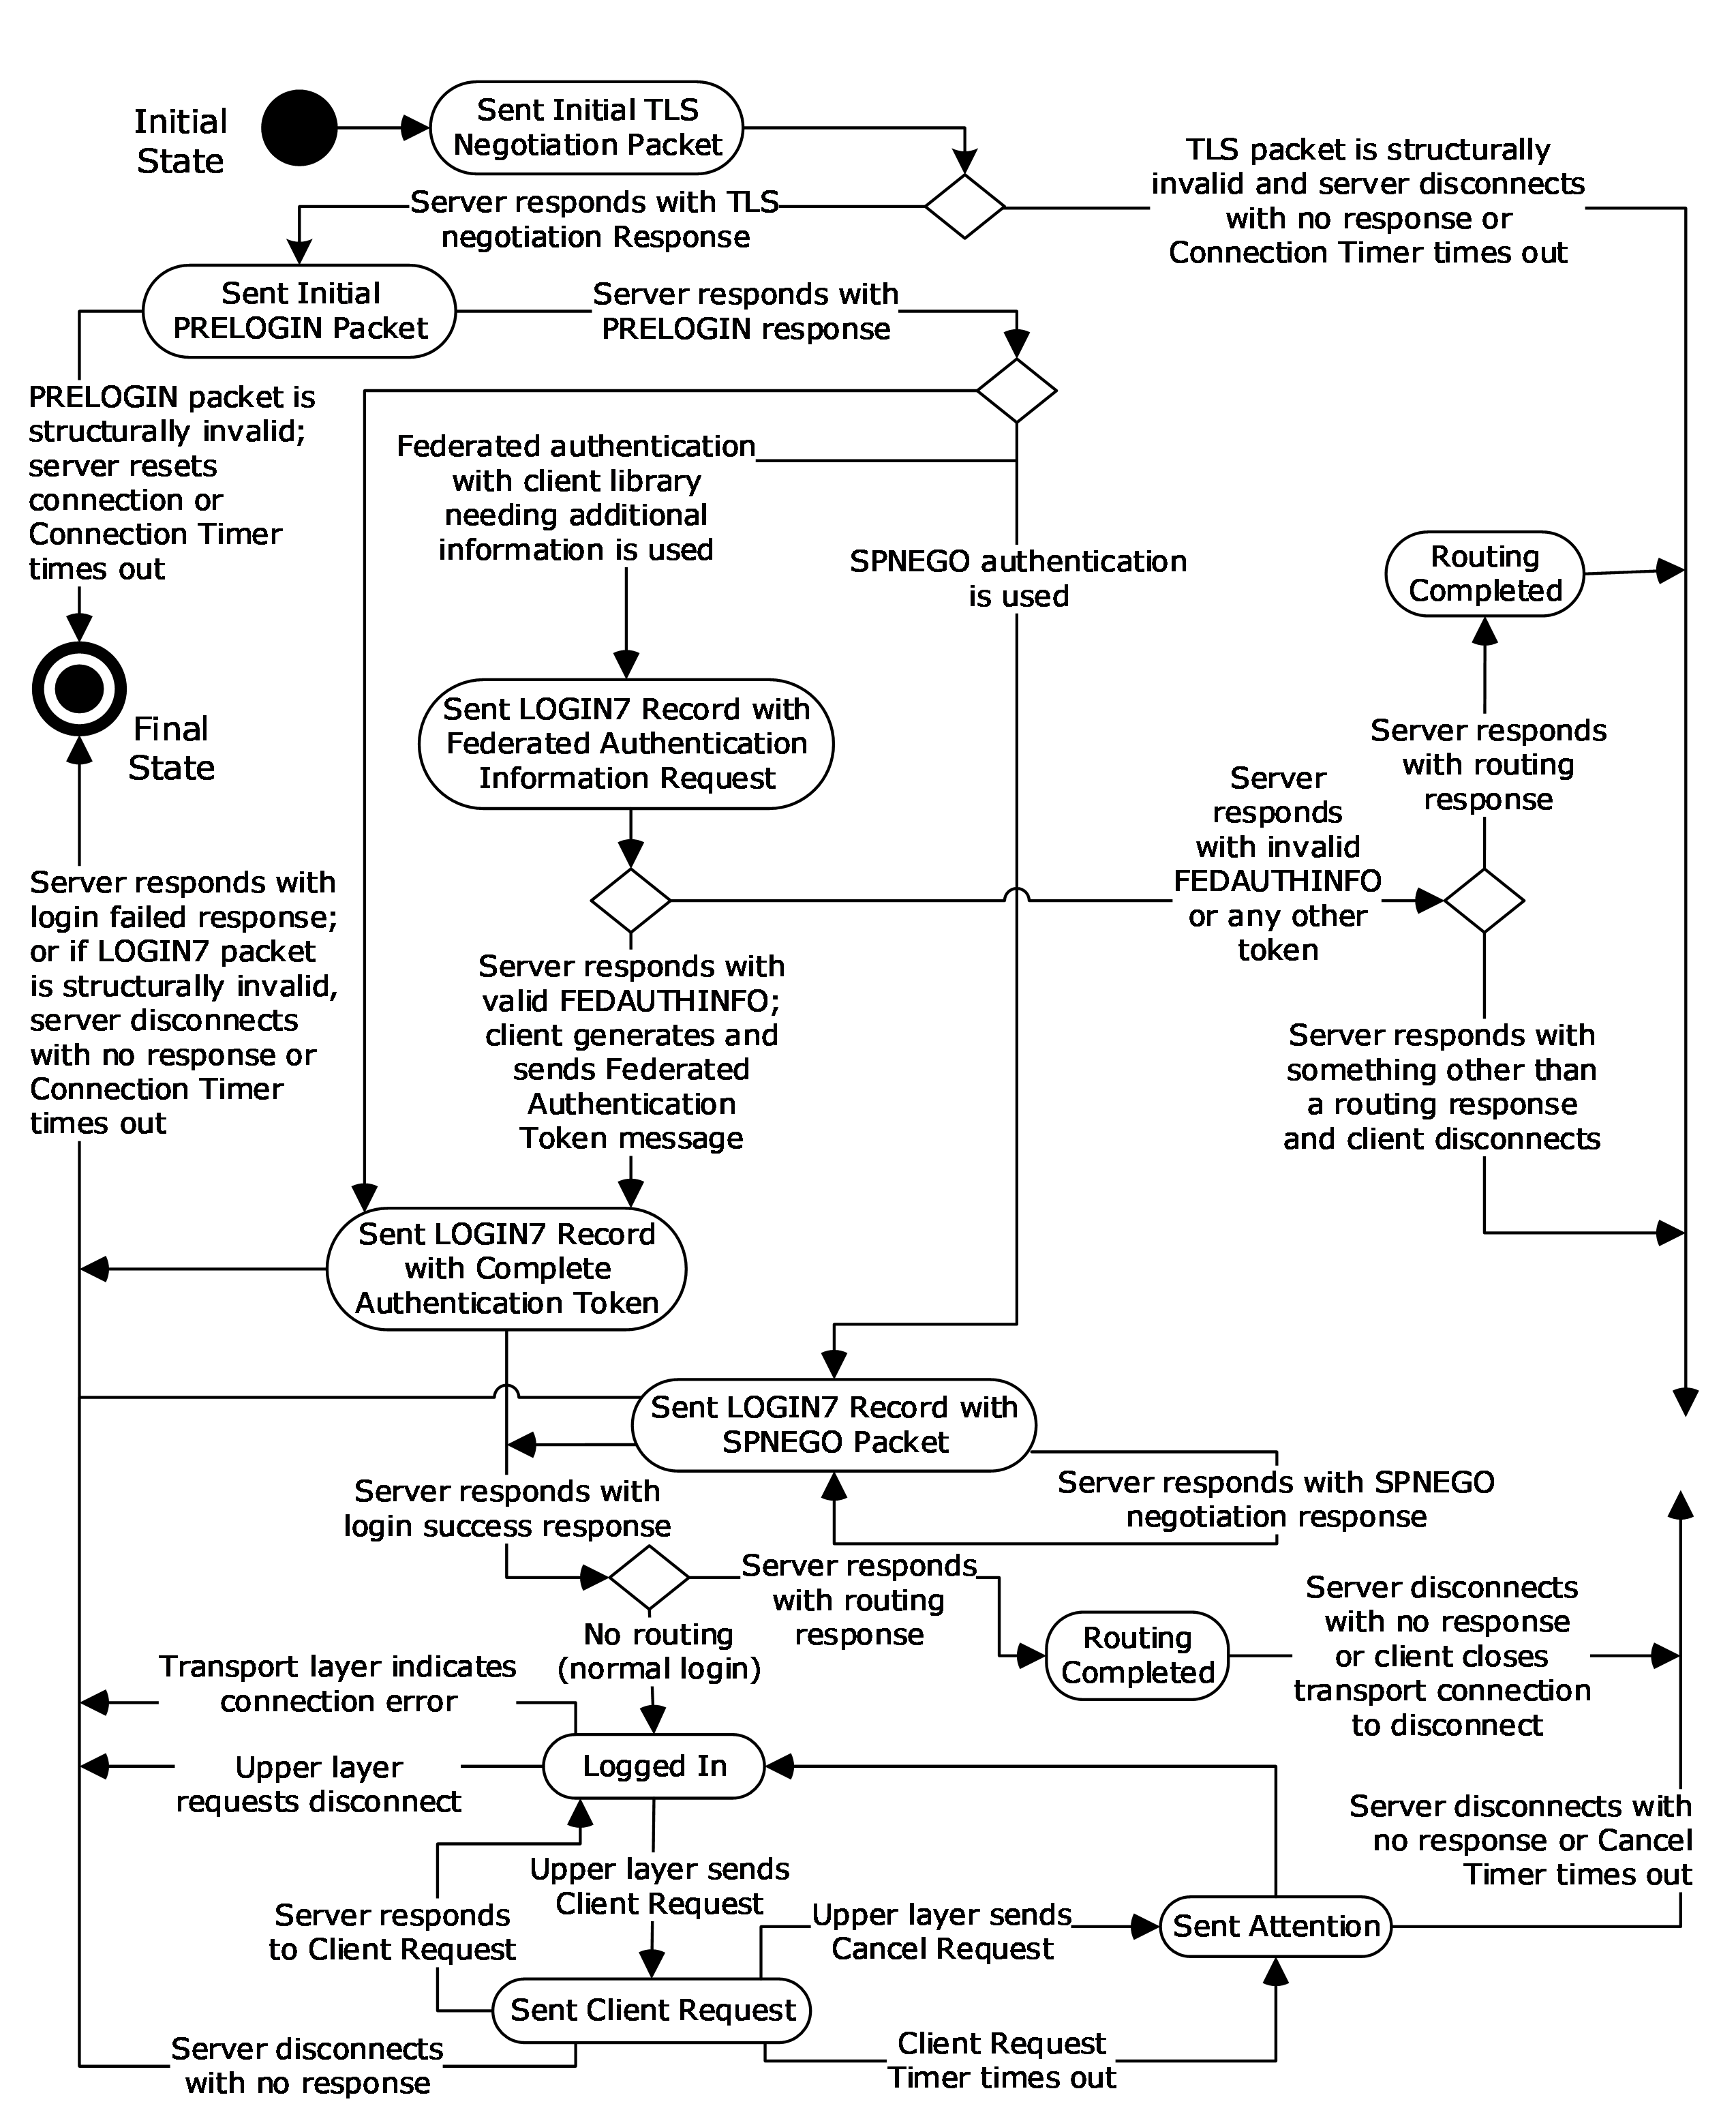 Initial
State
Sent Initial TLS
Negotiation Packet
TLS packet is structurally
invalid and server disconnects
with no response or
Connection Timer times out
Server responds with TLS
negotiation Response
Sent Initial
PRELOGIN Packet
Server responds with
PRELOGIN response
PRELOGIN packet is
structurally invalid;
server resets
connection or
Connection Timer
times out
Federated authentication
with client library
needing additional
information is used
SPNEGO authentication
is used
Routing
Completed
Final
State
Sent LOGIN7 Record with
Federated Authentication
Information Request
Server responds
with routing
response
Server
responds
with invalid
FEDAUTHINFO
or any other
token
Server responds with
login failed response;
or if LOGIN7 packet
is structurally invalid,
server disconnects
with no response or
Connection Timer
times out
Server responds with
valid FEDAUTHINFO;
client generates and
sends Federated
Authentication
Token message
Server responds with
something other than
a routing response
and client disconnects
Sent LOGIN7 Record
with Complete
Authentication Token
Sent LOGIN7 Record with
SPNEGO Packet
Server responds with SPNEGO
negotiation response
Server responds with
login success response
Server responds
with routing
response
Routing
Completed
Server disconnects
with no response
or client closes
transport connection
to disconnect
No routing
(normal login)
Transport layer indicates
connection error
Logged In
Upper layer
requests disconnect
Server disconnects with
no response or Cancel
Timer times out
Upper layer sends
Client Request
Server responds
to Client Request
Upper layer sends
Cancel Request
Sent Attention
Sent Client Request
Server disconnects
with no response
Client Request
Timer times out